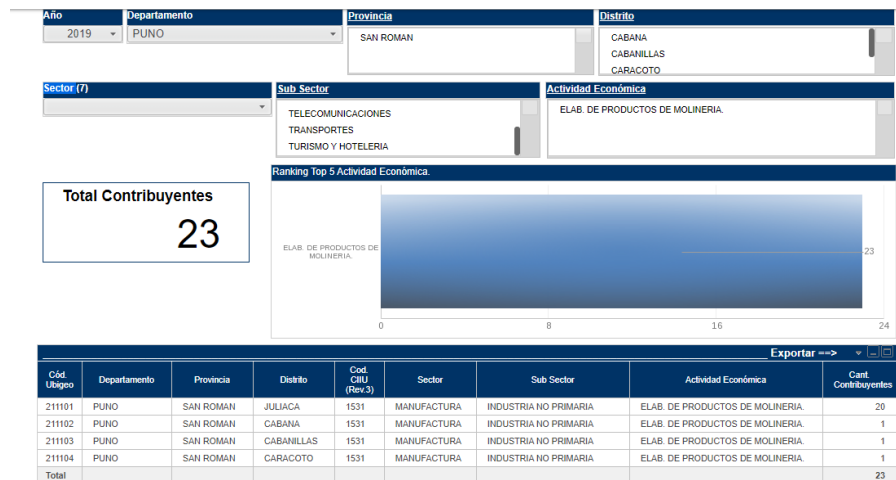 Año Departamento Provincia Distrito
2019 PUNO SAN ROMAN CABANA
CABANILLAS
CARACOTO
Sector (7) Sub Sector Actividad Económica
TELECOMUNICACIONES ELAB. DE PRODUCTOS DE MOLINERIA.
TRANSPORTES
TURISMO Y HOTELERIA
Ranking Top 5 Actividad Económica.
Total Contribuyentes
23
ELAB. DE PRODUCTOS DE
MOLINERIA.
23
0 8 16 24
Exportar ==>
Cód. Ubigeo Departamento Provincia Distrito Cod. CIIU (Rev.3) Sector Sub Sector Actividad Económica Cant. Contribuyentes
211101 PUNO SAN ROMAN JULIACA 1531 MANUFACTURA INDUSTRIA NO PRIMARIA ELAB. DE PRODUCTOS DE MOLINERIA. 20
211102 PUNO SAN ROMAN CABANA 1531 MANUFACTURA INDUSTRIA NO PRIMARIA ELAB. DE PRODUCTOS DE MOLINERIA. 1
211103 PUNO SAN ROMAN CABANILLAS 1531 MANUFACTURA INDUSTRIA NO PRIMARIA ELAB. DE PRODUCTOS DE MOLINERIA. 1
211104 PUNO SAN ROMAN CARACOTO 1531 MANUFACTURA INDUSTRIA NO PRIMARIA ELAB. DE PRODUCTOS DE MOLINERIA. 1
Total 23